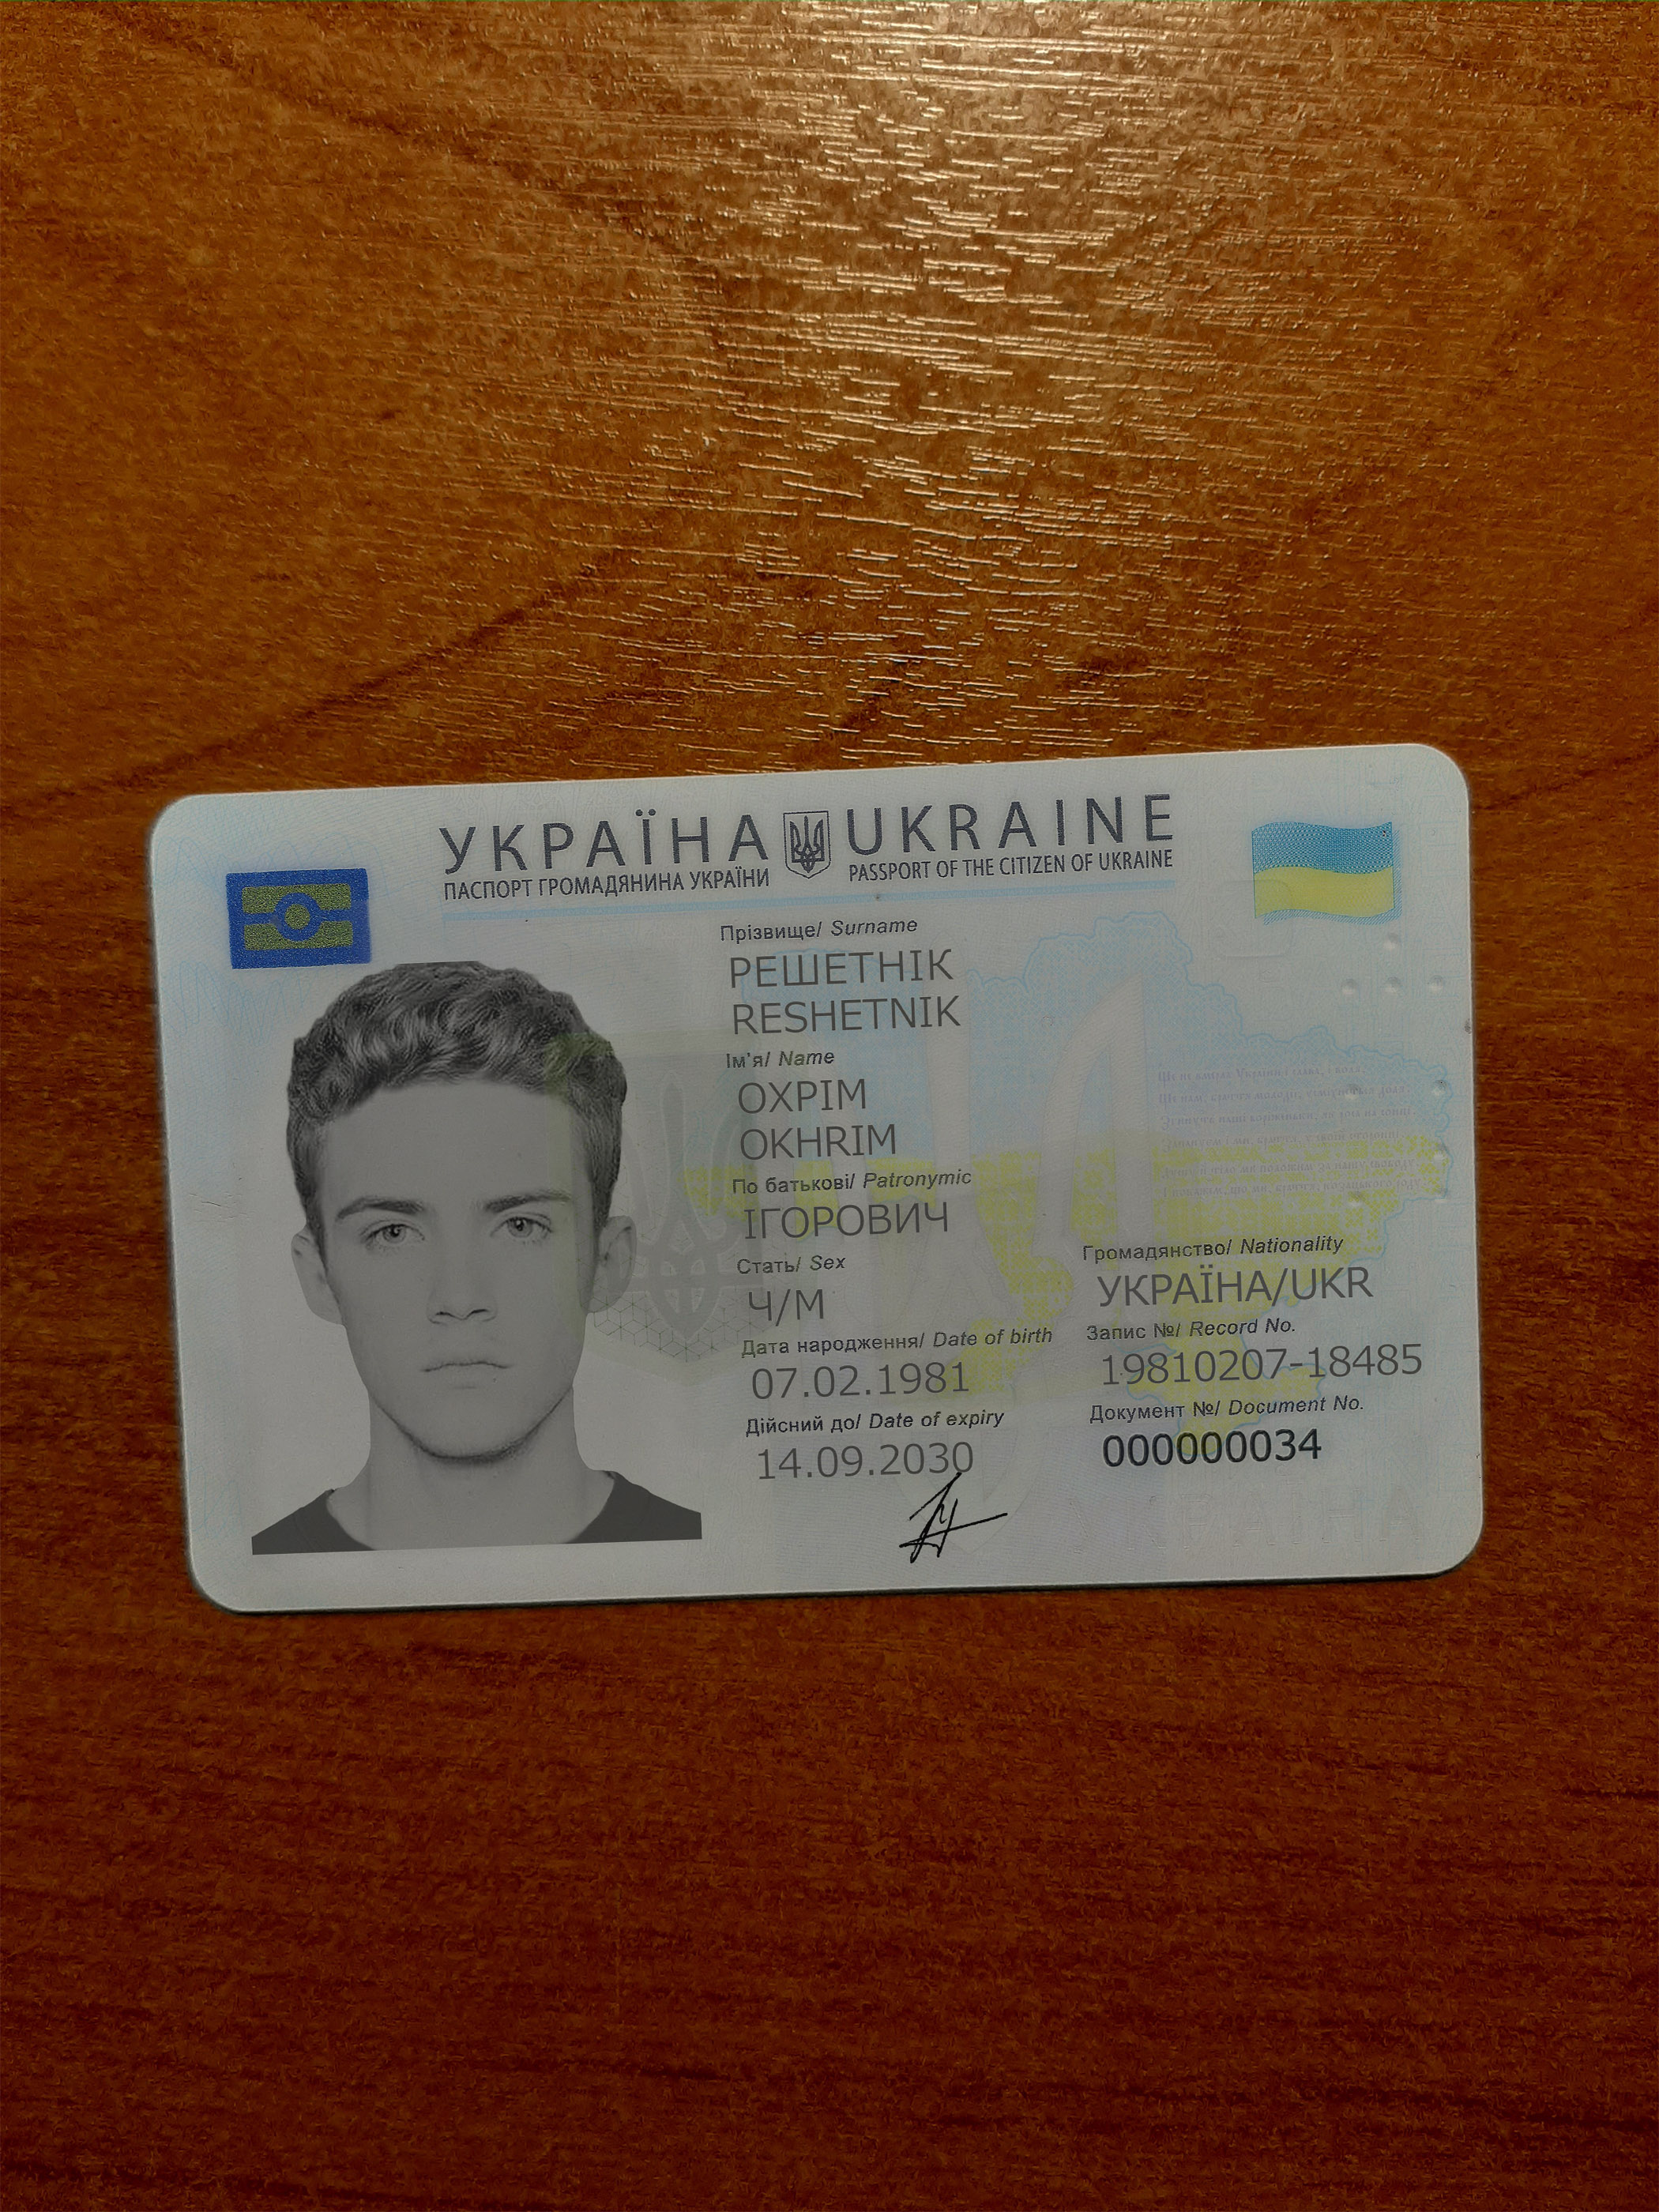 УКРАЇНА UKRAINE
ПАСПОРТ ГРОМАДЯНИНА УКРАЇНИ PASSPORT OF THE CITIZEN OF UKRAINE
Прізвище/ Surname
РЕШЕТНІК
RESHETNIK
Ім'я/ Name
ОХРІМ
OKHRIM
По батькові/ Patronymic
ІГОРОВИЧ
Стать/ Sex
Ч/M
Громадянство/ Nationality
УКРАЇНА/UKR
Дата народження/ Date of birth
07.02.1981
Запис №/ Record No.
19810207-18485
Дійсний до/ Date of expiry
14.09.2030
Документ №/ Document No.
000000034